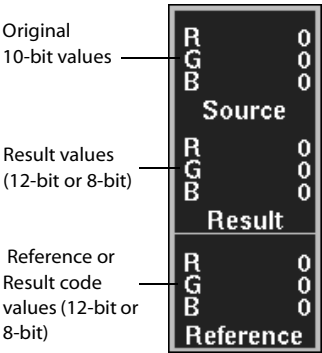 Original
10-bit values
R 0
G 0
B 0
Source
Result values
(12-bit or 8-bit)
R 0
G 0
B 0
Result
Reference or
Result code
values (12-bit or
8-bit)
R 0
G 0
B 0
Reference